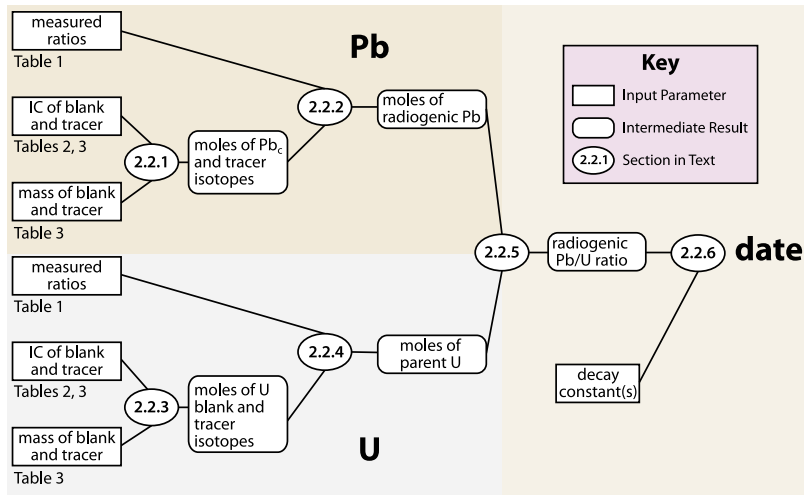 measured
ratios
Table 1
Pb
IC of blank
and tracer
Tables 2, 3
2.2.1
moles of Pbc
and tracer
isotopes
2.2.2
moles of
radiogenic Pb
mass of blank
and tracer
Table 3
Key
Input Parameter
Intermediate Result
2.2.1
Section in Text
measured
ratios
Table 1
IC of blank
and tracer
Tables 2, 3
2.2.3
moles of U
blank and
tracer
isotopes
2.2.4
moles of
parent U
mass of blank
and tracer
Table 3
U
2.2.5
radiogenic
Pb/U ratio
2.2.6
date
decay
constant(s)